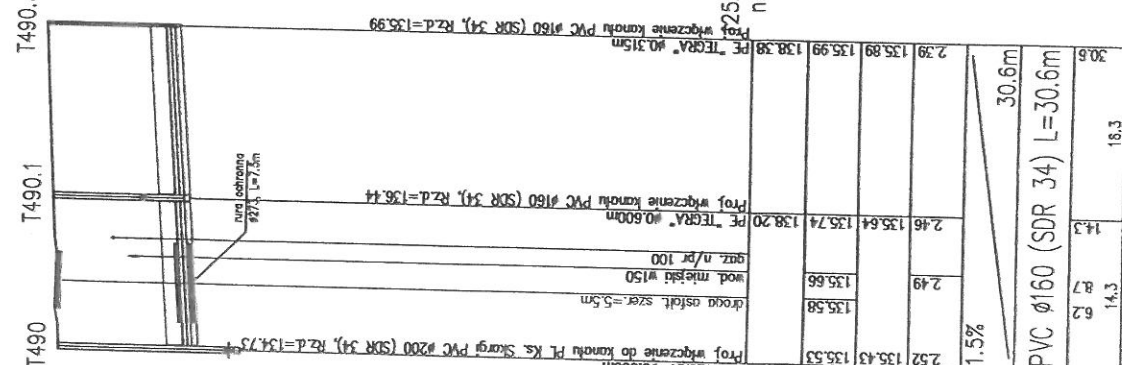 T490.
T490.1
T490
Proj włączenie kanału PVC ø160 (SDR 34), Rz.d.=135.99
PE "TEGRA" ø0.315m
138.38
135.99
135.89
2.39
Proj włączenie kanału PVC ø160 (SDR 34), Rz.d.=136.44
PE "TEGRA" ø0.600m
138.20
135.74
135.64
2.46
gaz. n/pr 100
wod. miejski w150
135.66
2.49
droga asfalt. szer.=5.5m
135.58
Proj włączenie do kanału PL Ks. Skargi PVC ø200 (SDR 34), Rz.d.=134.73
135.53
135.43
2.52
rura ochronna
ø273, L=7.5m
1.5%
30.6m
PVC ø160 (SDR 34) L=30.6m
30.6
16.3
14.3
8.7
6.2
14.3